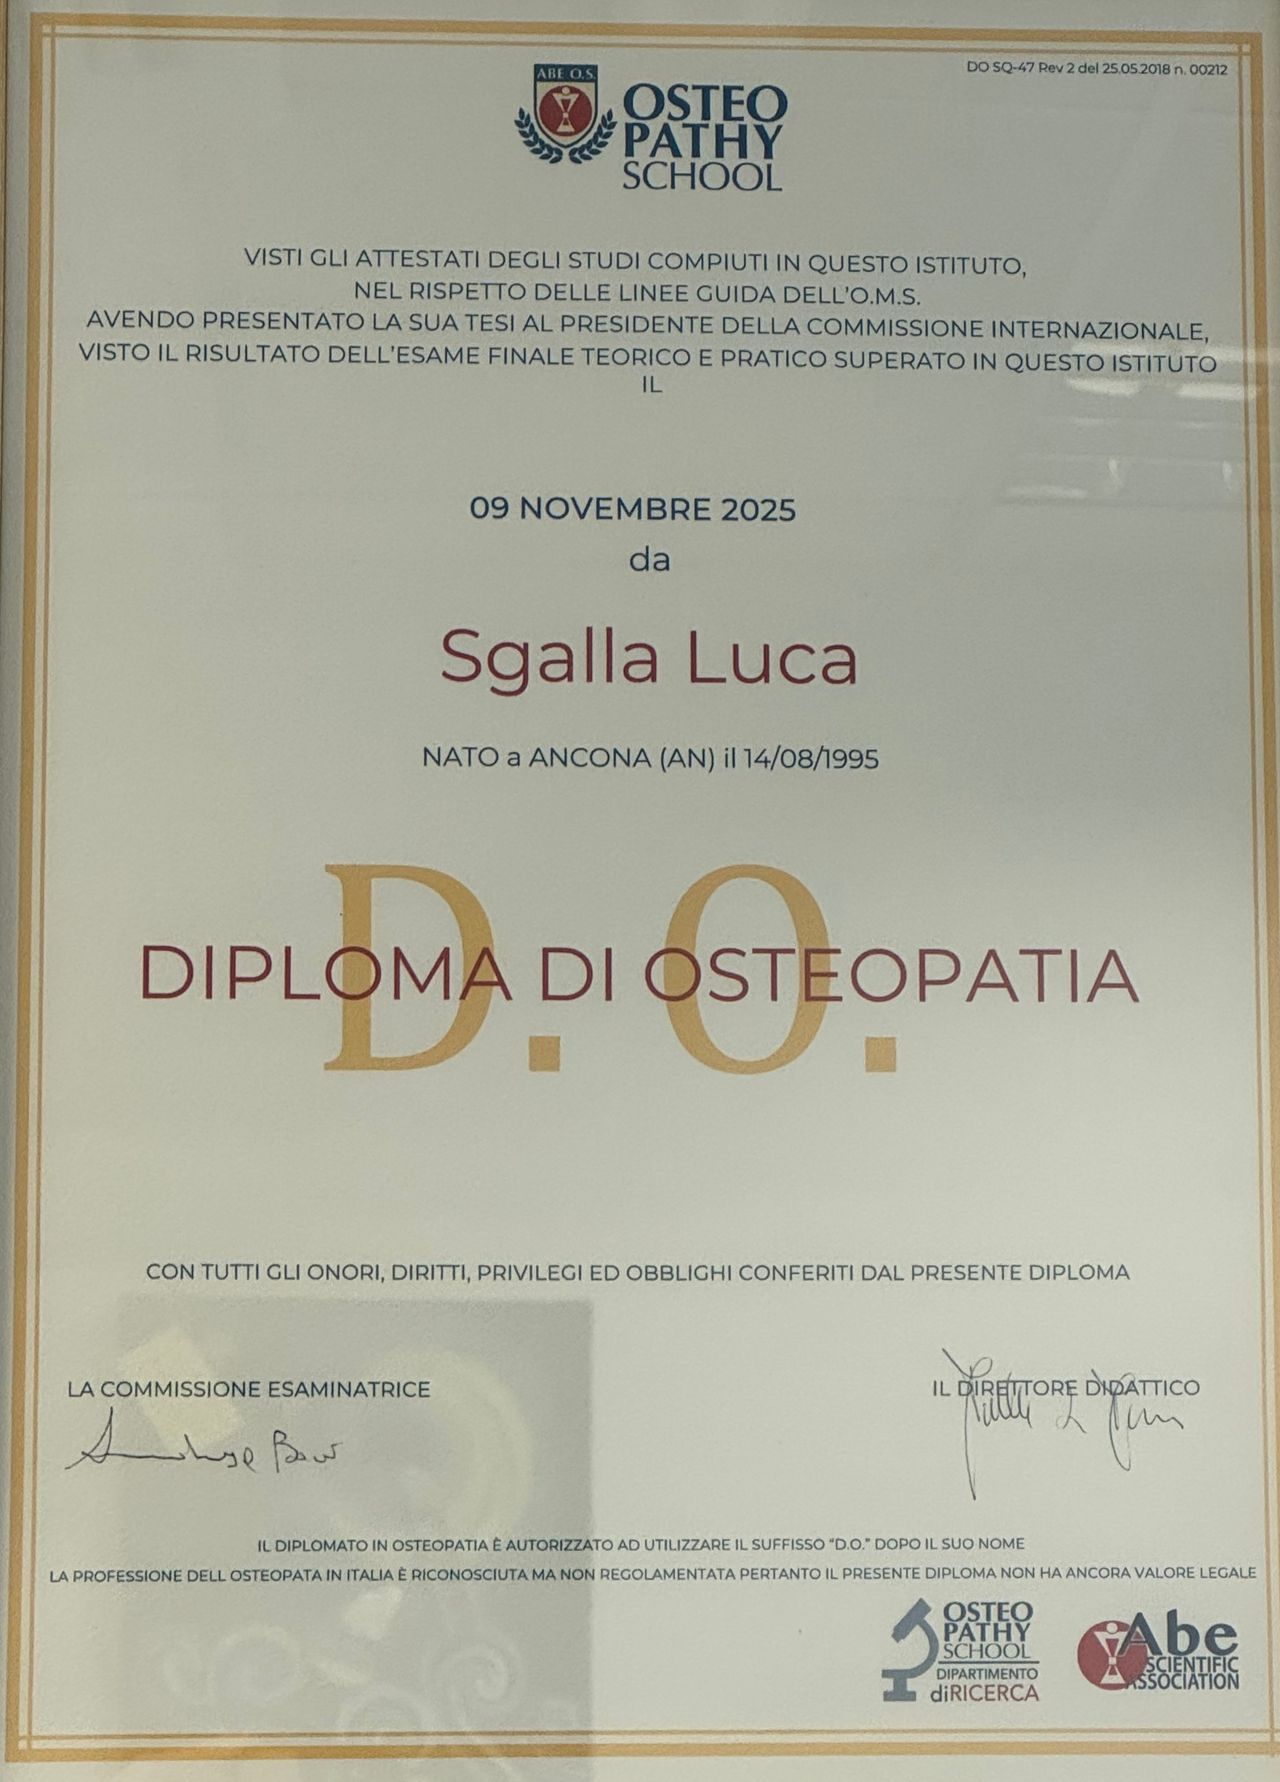 DO SQ-47 Rev 2 del 25.05.2018 n. 00212
ABE O.S.
OSTEO
PATHY
SCHOOL
VISTI GLI ATTESTATI DEGLI STUDI COMPIUTI IN QUESTO ISTITUTO,
NEL RISPETTO DELLE LINEE GUIDA DELL'O.M.S.
AVENDO PRESENTATO LA SUA TESI AL PRESIDENTE DELLA COMMISSIONE INTERNAZIONALE,
VISTO IL RISULTATO DELL'ESAME FINALE TEORICO E PRATICO SUPERATO IN QUESTO ISTITUTO
IL
09 NOVEMBRE 2025
da
Sgalla Luca
NATO a ANCONA (AN) il 14/08/1995
D. O.
DIPLOMA DI OSTEOPATIA
CON TUTTI GLI ONORI, DIRITTI, PRIVILEGI ED OBBLIGHI CONFERITI DAL PRESENTE DIPLOMA
LA COMMISSIONE ESAMINATRICE
IL DIRETTORE DIDATTICO
IL DIPLOMATO IN OSTEOPATIA È AUTORIZZATO AD UTILIZZARE IL SUFFISSO "D.O." DOPO IL SUO NOME
LA PROFESSIONE DELL OSTEOPATA IN ITALIA È RICONOSCIUTA MA NON REGOLAMENTATA PERTANTO IL PRESENTE DIPLOMA NON HA ANCORA VALORE LEGALE
OSTEO
PATHY
SCHOOL
DIPARTIMENTO
diRICERCA
Abe
SCIENTIFIC
ASSOCIATION